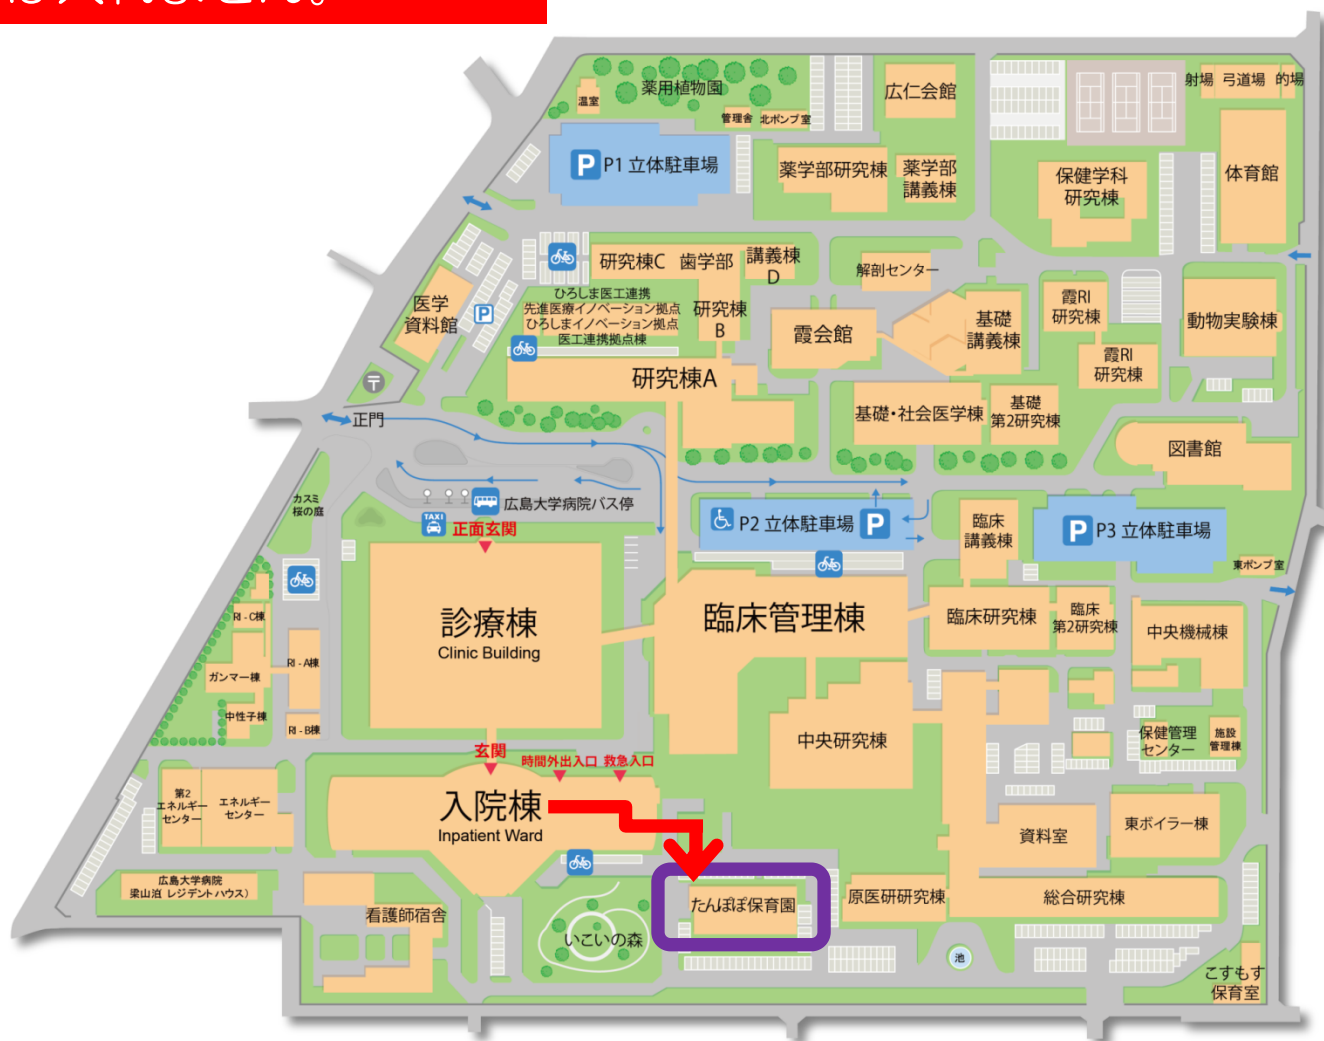 は入れません。
薬用植物園
温室
管理舎
北ポンプ室
広仁会館
射場
弓道場
的場
P P1 立体駐車場
薬学部研究棟
薬学部
講義棟
保健学科
研究棟
体育館
研究棟C 歯学部
講義棟
D
解剖センター
医学
資料館
P
ひろしま医工連携
先進医療イノベーション拠点
ひろしまイノベーション拠点
医工連携拠点棟
研究棟
B
霞会館
基礎
講義棟
霞RI
研究棟
動物実験棟
霞RI
研究棟
研究棟A
〒
正門
基礎・社会医学棟
基礎
第2研究棟
図書館
カスミ
桜の庭
広島大学病院バス停
TAXI
正面玄関
P2 立体駐車場 P
臨床
講義棟
P P3 立体駐車場
東ポンプ室
診療棟
Clinic Building
臨床管理棟
臨床研究棟
臨床
第2研究棟
中央機械棟
RI - C棟
RI - A棟
ガンマー棟
中性子棟
RI - B棟
中央研究棟
保健管理
センター
施設
管理棟
玄関
時間外出入口
救急入口
第2
エネルギー
センター
エネルギー
センター
入院棟
Inpatient Ward
資料室
東ボイラー棟
広島大学病院
梁山泊（レジデントハウス）
看護師宿舎
いこいの森
たんぽぽ保育園
原医研研究棟
総合研究棟
池
こすもす
保育室